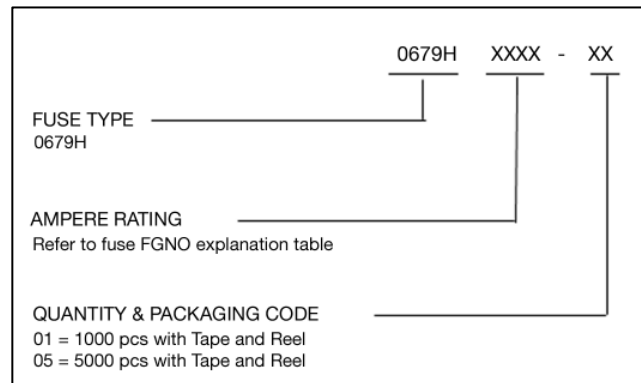 0679H XXXX - XX
FUSE TYPE
0679H
AMPERE RATING
Refer to fuse FGNO explanation table
QUANTITY & PACKAGING CODE
01 = 1000 pcs with Tape and Reel
05 = 5000 pcs with Tape and Reel